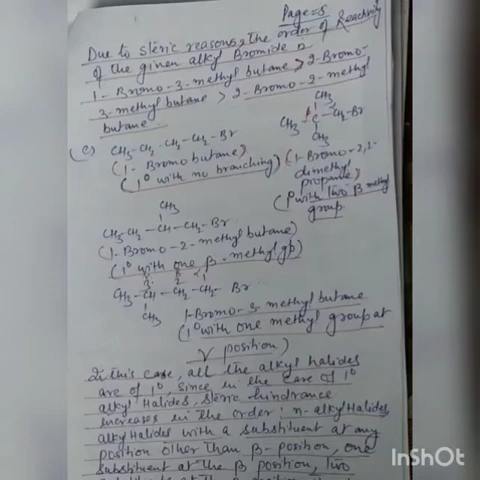 Page=5
Due to steric reasons, the order of Reactivity
of the given alkyl Bromide is
1-Bromo-3-methyl butane > 2-Bromo-
3-methyl butane > 2-Bromo-2-methyl
butane
(c) CH3-CH2-CH2-CH2-Br
(1-Bromobutane)
(1° with no branching)
CH3
CH3-C-CH2-Br
CH3
(1-Bromo-2,2-
dimethyl
propane)
(1° with two β methyl
group
CH3
CH3-CH2-CH-CH2-Br
(1-Bromo-2-methyl butane)
(1° with one β-methyl gp)
γ β α
CH3-CH-CH2-CH2-Br
CH3
1-Bromo-3-methyl butane
(1° with one methyl group at
γ position)
In this case, all the alkyl halides
are of 1°, since in the case of 1°
alkyl Halides, steric hindrance
increases in the order: n-alkyl Halides
alkyl Halides with a substituent at any
position other than β-position, one
substituent at the β position, two
InShOt